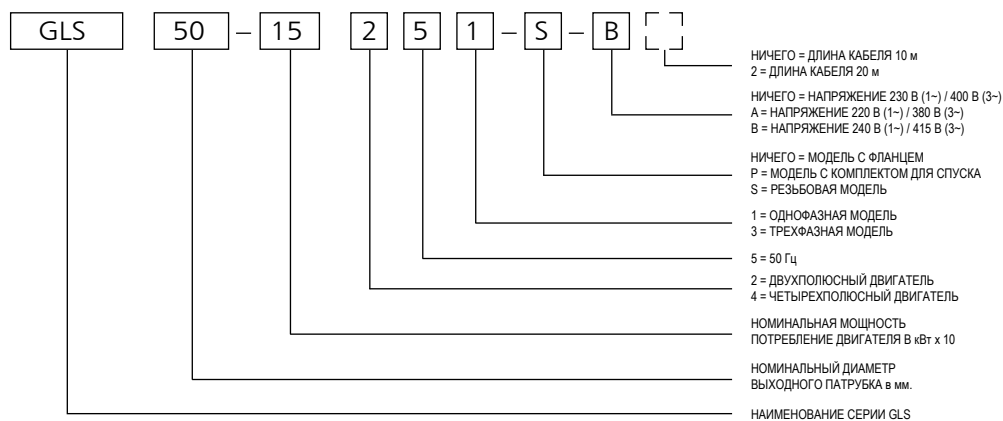 GLS 50 – 15 2 5 1 – S – B
НИЧЕГО = ДЛИНА КАБЕЛЯ 10 м
2 = ДЛИНА КАБЕЛЯ 20 м
НИЧЕГО = НАПРЯЖЕНИЕ 230 В (1~) / 400 В (3~)
A = НАПРЯЖЕНИЕ 220 В (1~) / 380 В (3~)
B = НАПРЯЖЕНИЕ 240 В (1~) / 415 В (3~)
НИЧЕГО = МОДЕЛЬ С ФЛАНЦЕМ
P = МОДЕЛЬ С КОМПЛЕКТОМ ДЛЯ СПУСКА
S = РЕЗЬБОВАЯ МОДЕЛЬ
1 = ОДНОФАЗНАЯ МОДЕЛЬ
3 = ТРЕХФАЗНАЯ МОДЕЛЬ
5 = 50 Гц
2 = ДВУХПОЛЮСНЫЙ ДВИГАТЕЛЬ
4 = ЧЕТЫРЕХПОЛЮСНЫЙ ДВИГАТЕЛЬ
НОМИНАЛЬНАЯ МОЩНОСТЬ
ПОТРЕБЛЕНИЕ ДВИГАТЕЛЯ В кВт x 10
НОМИНАЛЬНЫЙ ДИАМЕТР
ВЫХОДНОГО ПАТРУБКА в мм.
НАИМЕНОВАНИЕ СЕРИИ GLS